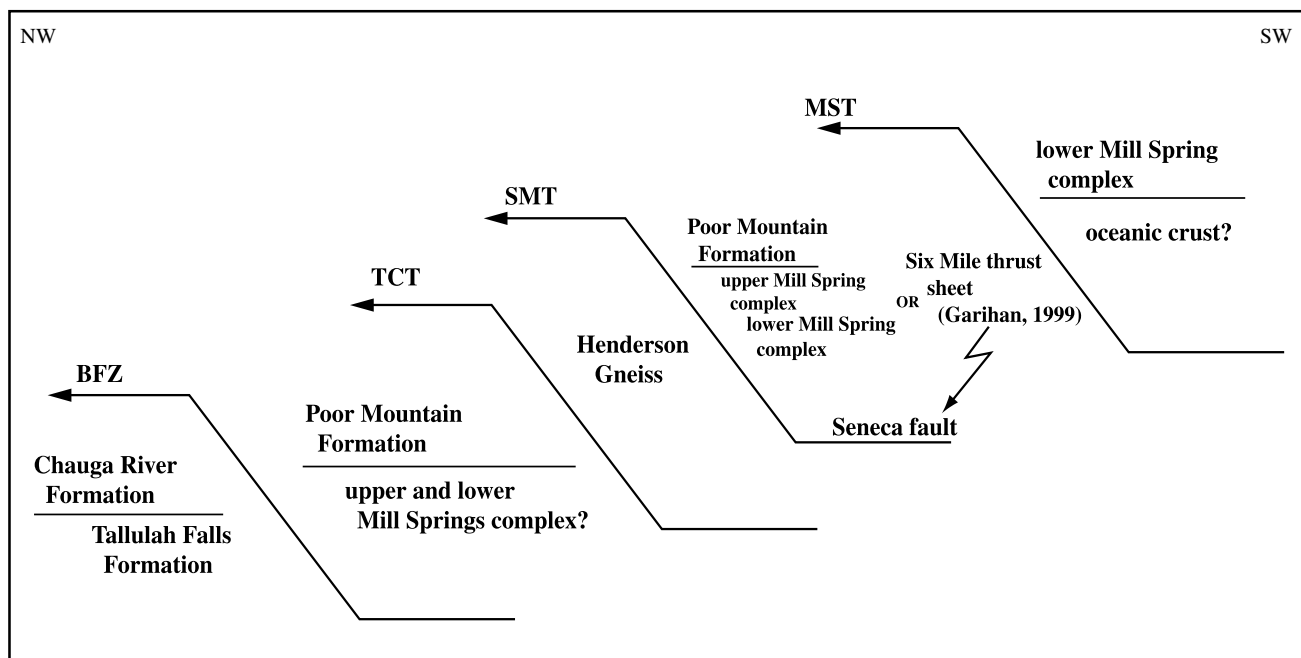 NW
SW
MST
lower Mill Spring
complex
oceanic crust?
SMT
Poor Mountain
Formation
upper Mill Spring
complex
lower Mill Spring
complex
OR
Six Mile thrust
sheet
(Garihan, 1999)
Seneca fault
TCT
Henderson
Gneiss
BFZ
Poor Mountain
Formation
upper and lower
Mill Springs complex?
Chauga River
Formation
Tallulah Falls
Formation